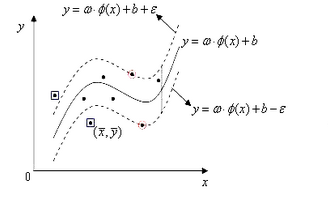 y = ω· ϕ(x) + b + ε
y
y = ω· ϕ(x) + b
y = ω· ϕ(x) + b − ε
(x̄, ȳ)
0
x